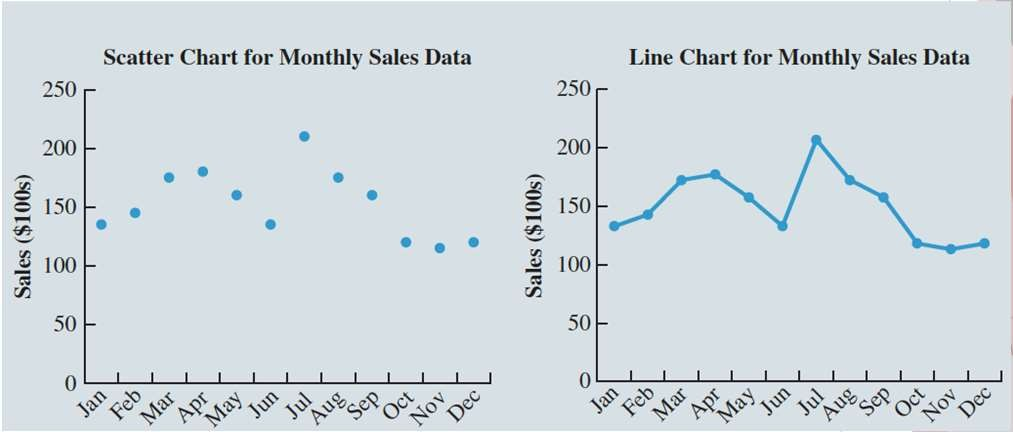 Scatter Chart for Monthly Sales Data
250
200
150
100
50
0
Sales ($100s)
Jan
Feb
Mar
Apr
May
Jun
Jul
Aug
Sep
Oct
Nov
Dec
Line Chart for Monthly Sales Data
250
200
150
100
50
0
Sales ($100s)
Jan
Feb
Mar
Apr
May
Jun
Jul
Aug
Sep
Oct
Nov
Dec